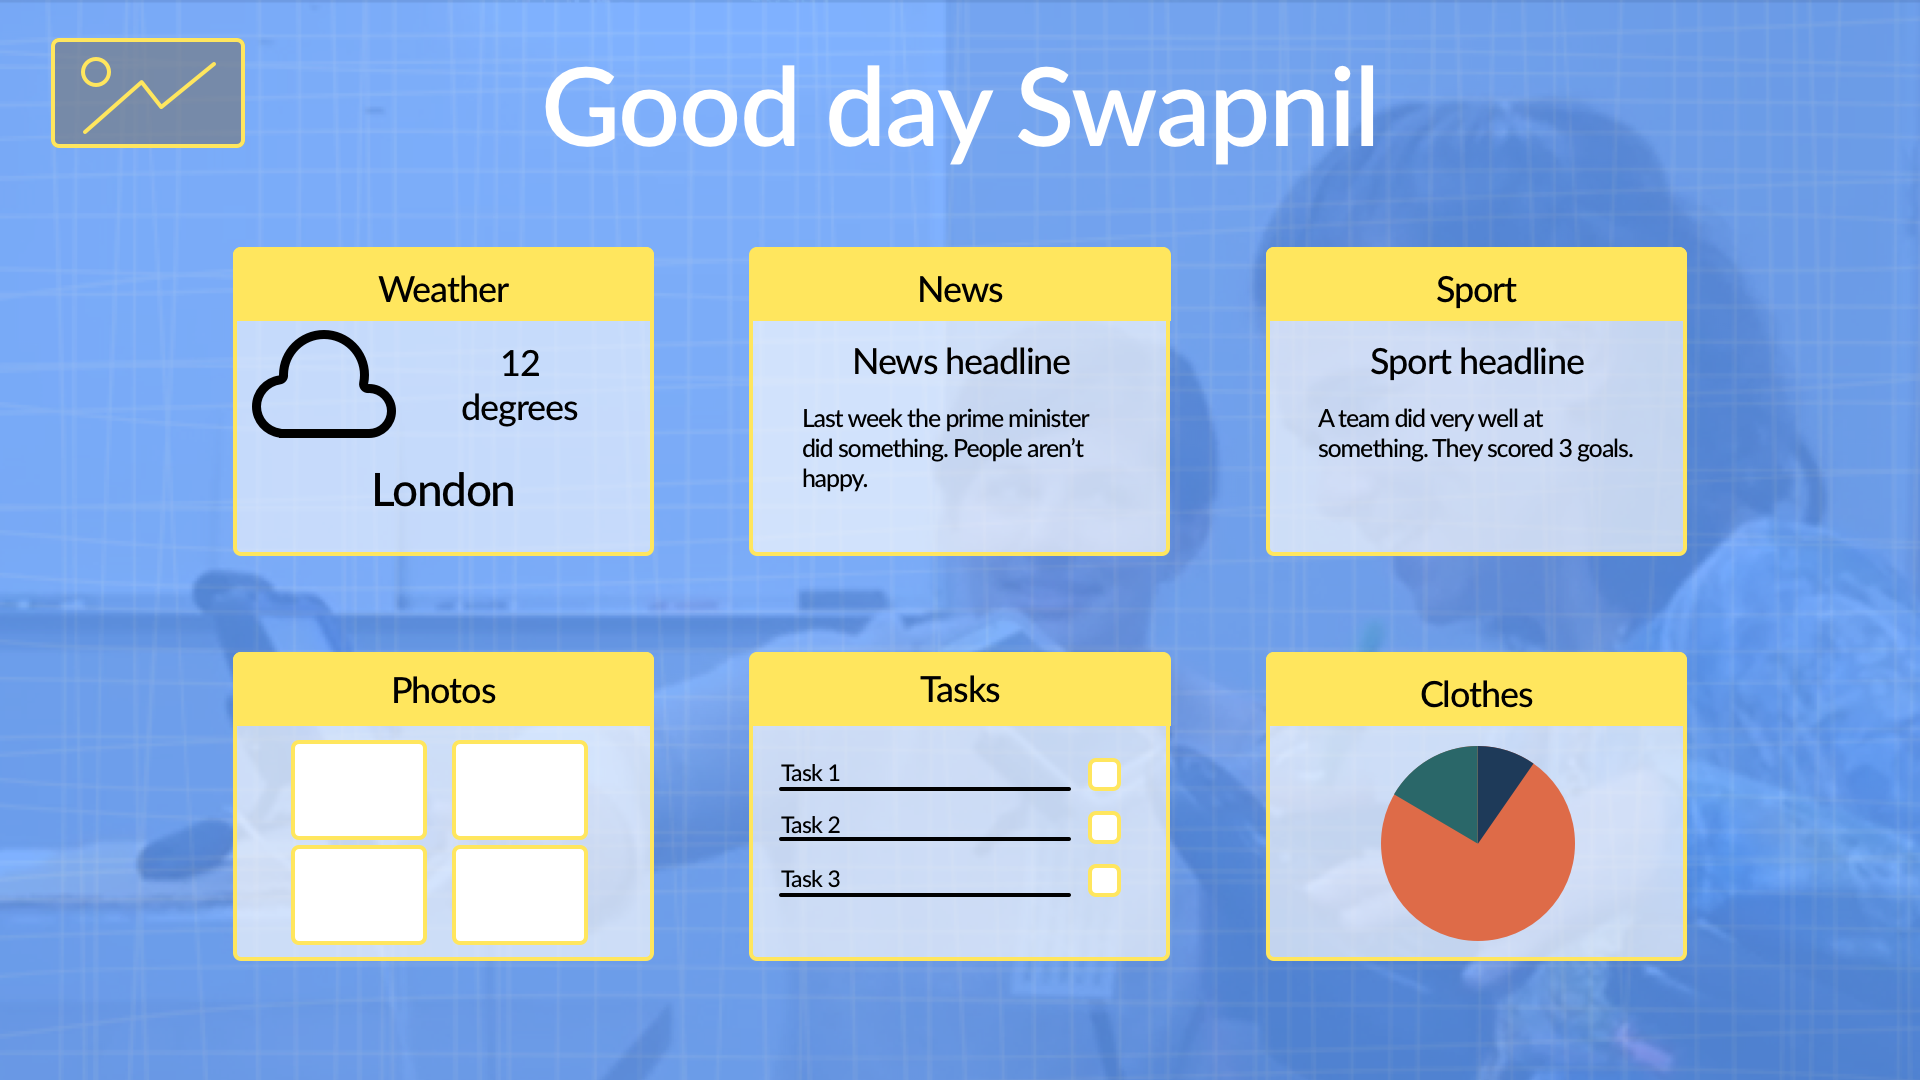 Good day Swapnil
Weather
12
degrees
London
News
News headline
Last week the prime minister
did something. People aren’t
happy.
Sport
Sport headline
A team did very well at
something. They scored 3 goals.
Photos
Tasks
Task 1
Task 2
Task 3
Clothes